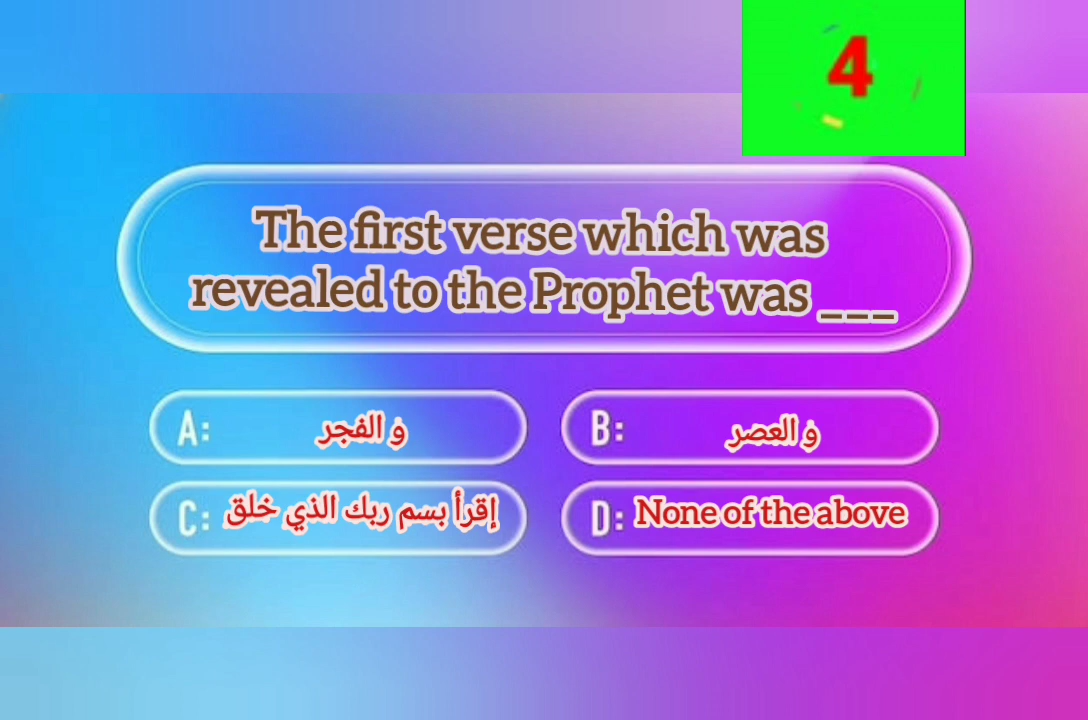 4
The first verse which was
revealed to the Prophet was ___
A: و الفجر
B: و العصر
C: إقرأ بسم ربك الذي خلق
D: None of the above